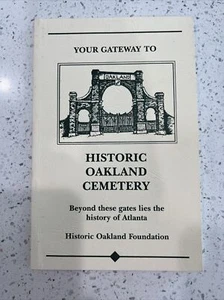 YOUR GATEWAY TO
OAKLAND
HISTORIC
OAKLAND
CEMETERY
Beyond these gates lies the
history of Atlanta
Historic Oakland Foundation